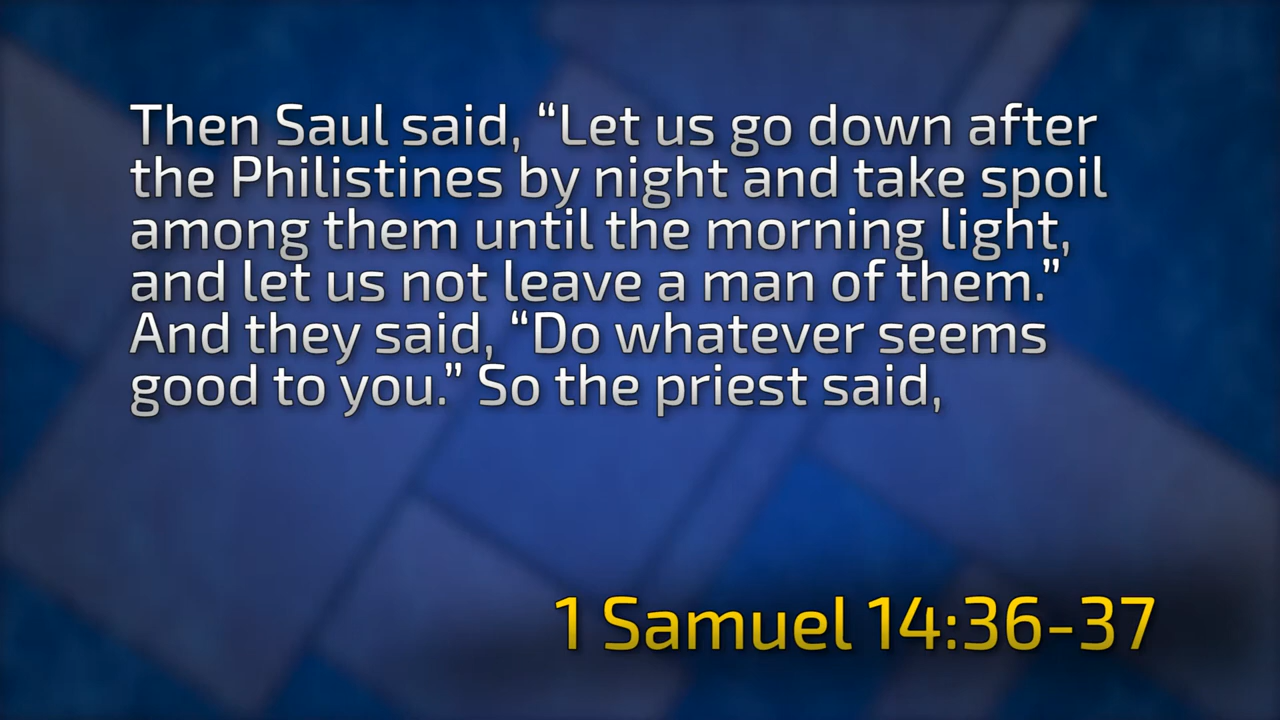 Then Saul said, “Let us go down after
the Philistines by night and take spoil
among them until the morning light,
and let us not leave a man of them.”
And they said, “Do whatever seems
good to you.” So the priest said,
1 Samuel 14:36-37